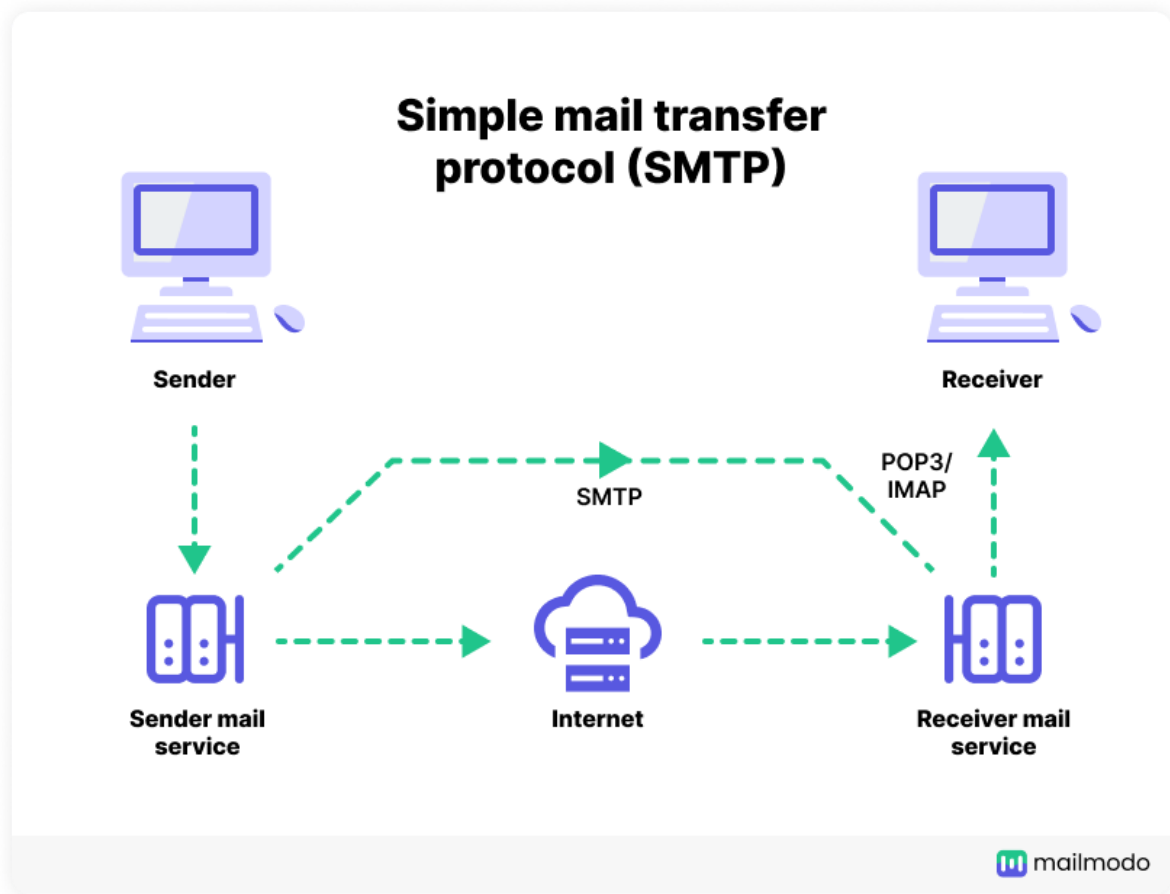 Simple mail transfer
protocol (SMTP)
Sender
Receiver
SMTP
POP3/
IMAP
Sender mail
service
Internet
Receiver mail
service
mailmodo